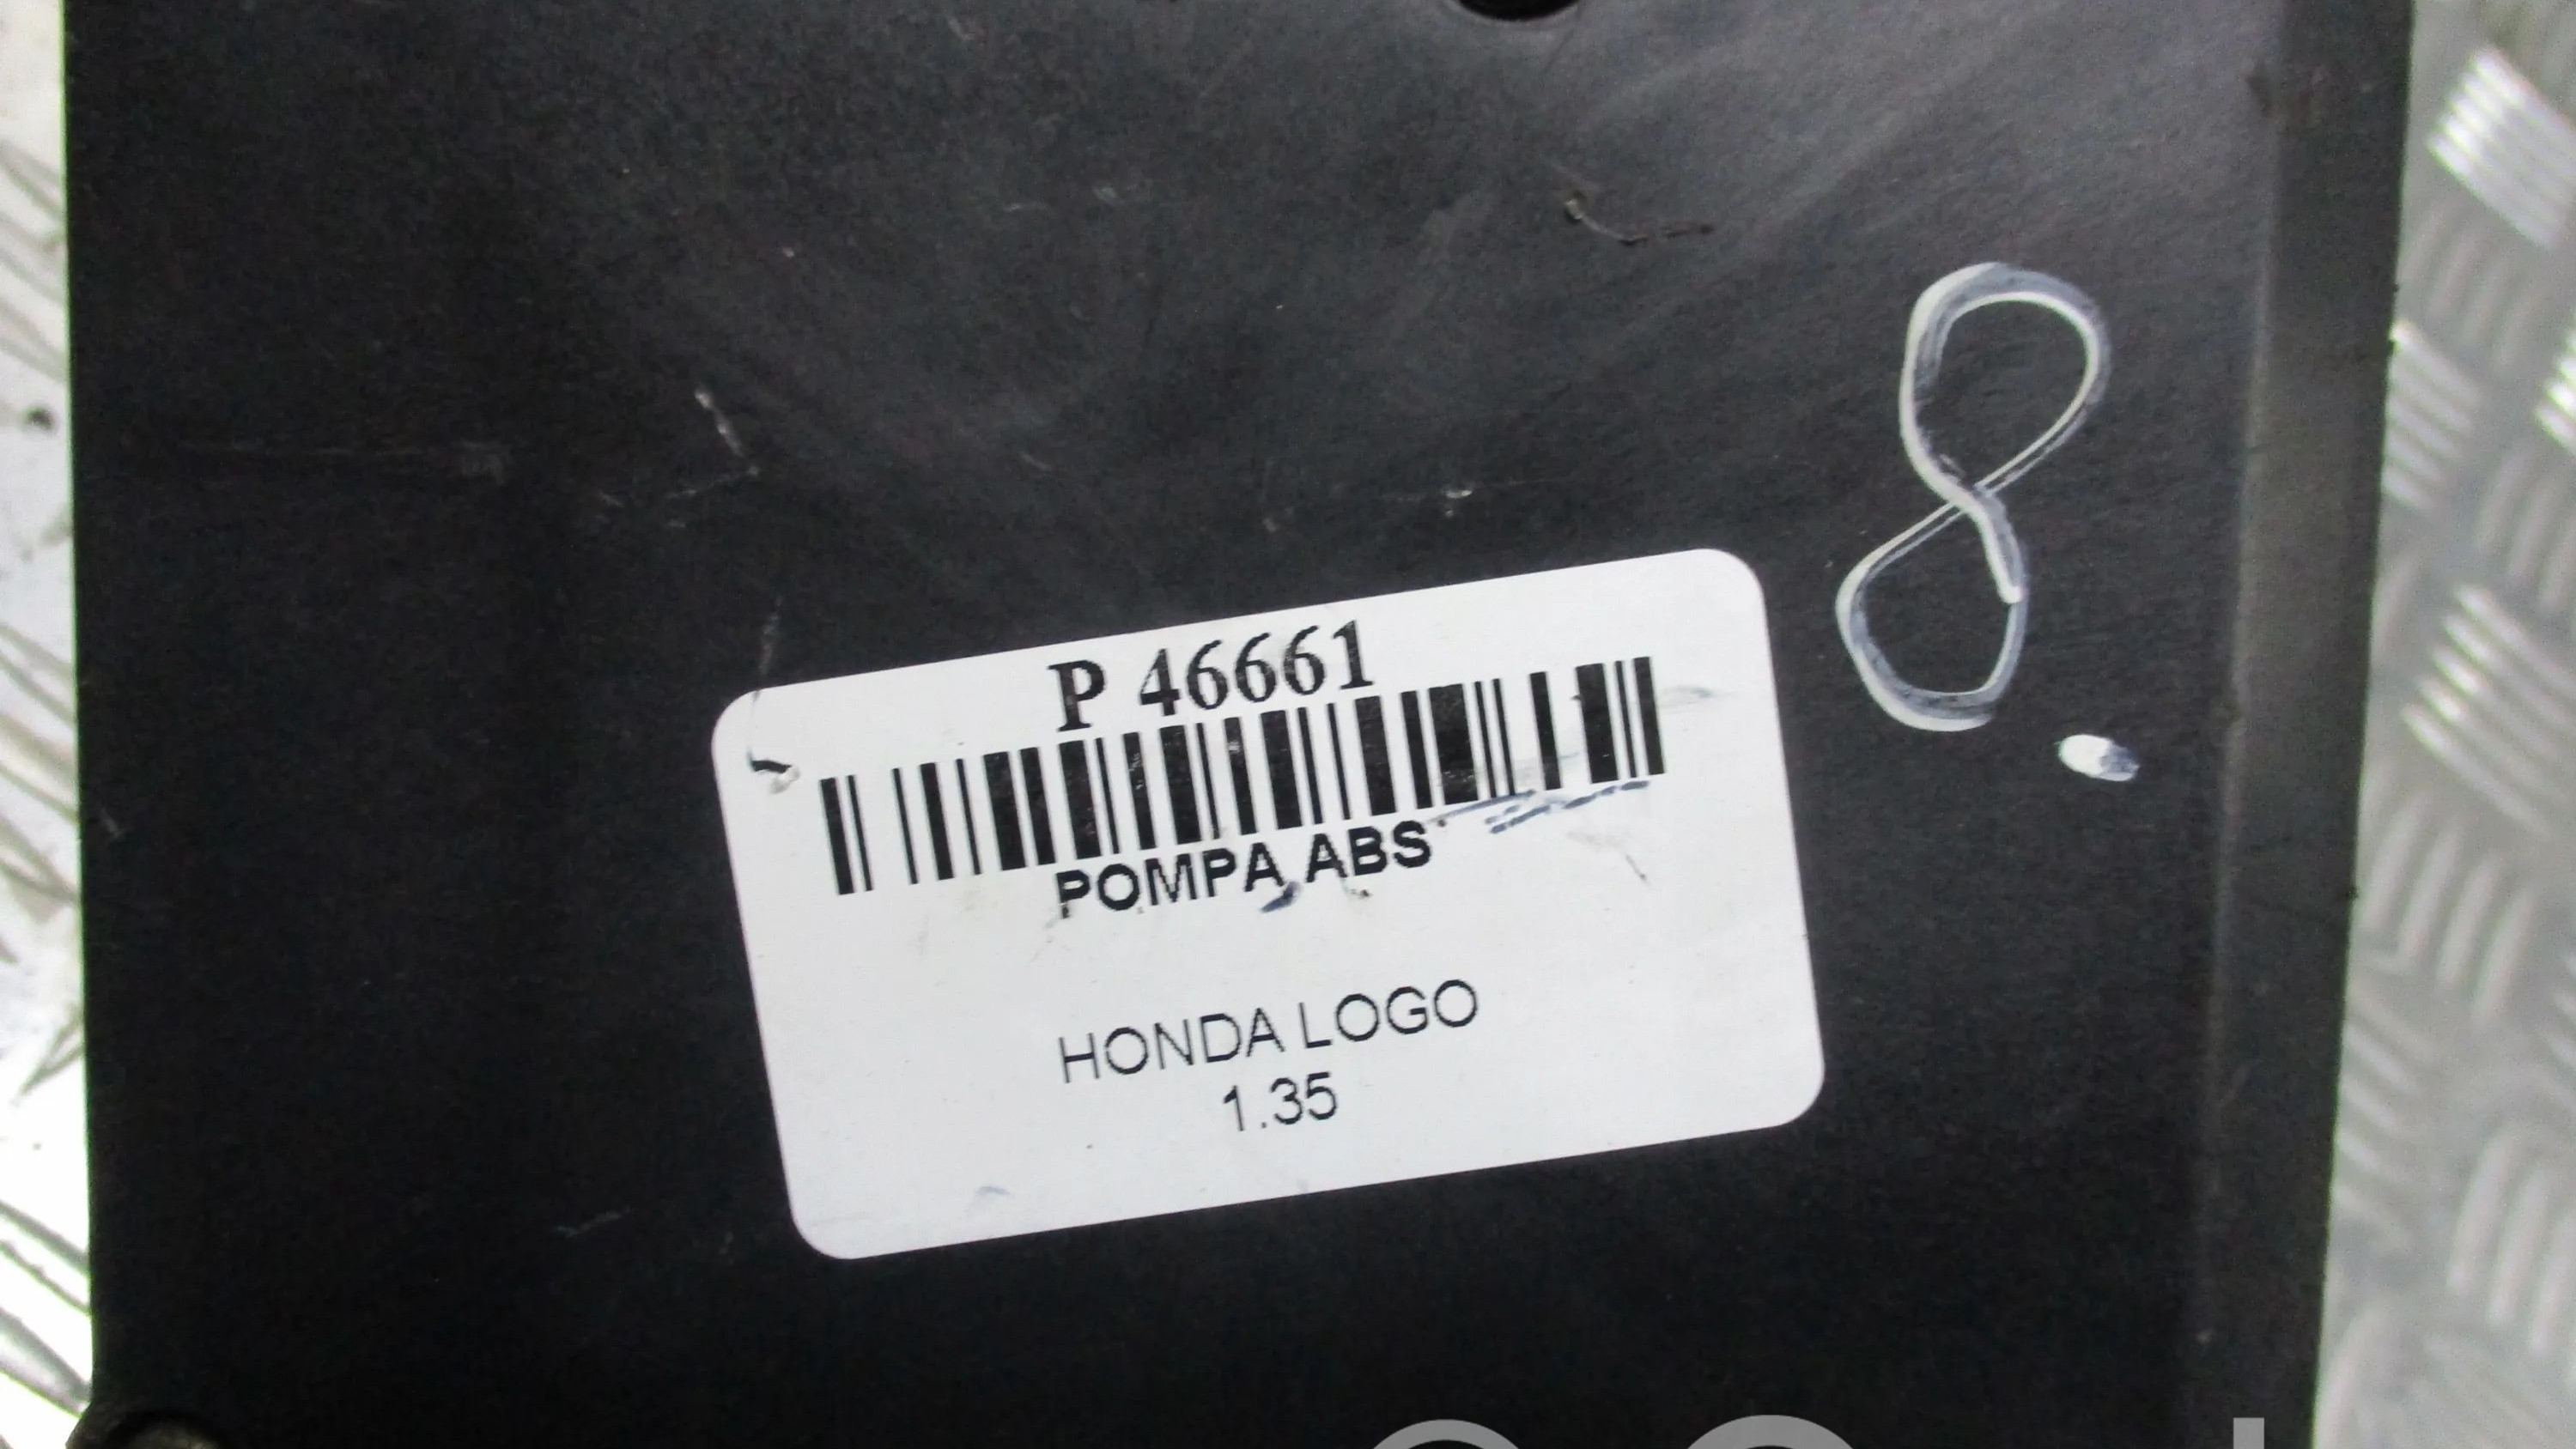 8.
P 46661
POMPA ABS
HONDA LOGO
1.35